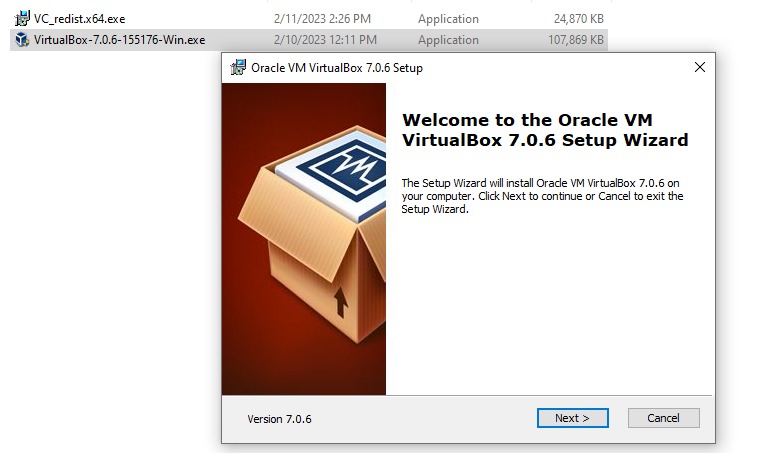 VC_redist.x64.exe 2/11/2023 2:26 PM Application 24,870 KB
VirtualBox-7.0.6-155176-Win.exe 2/10/2023 12:11 PM Application 107,869 KB
Oracle VM VirtualBox 7.0.6 Setup
Welcome to the Oracle VM
VirtualBox 7.0.6 Setup Wizard
The Setup Wizard will install Oracle VM VirtualBox 7.0.6 on
your computer. Click Next to continue or Cancel to exit the
Setup Wizard.
Version 7.0.6 Next > Cancel